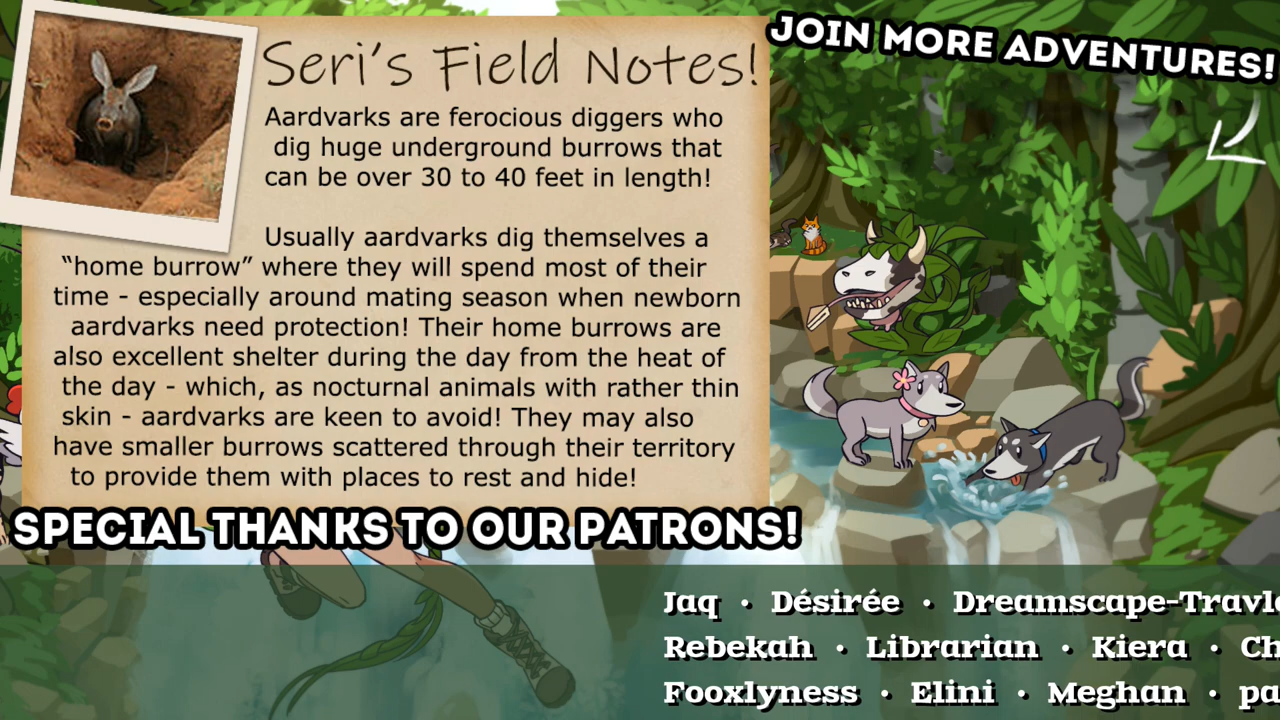 Seri's Field Notes!
Aardvarks are ferocious diggers who
dig huge underground burrows that
can be over 30 to 40 feet in length!
Usually aardvarks dig themselves a
“home burrow” where they will spend most of their
time - especially around mating season when newborn
aardvarks need protection! Their home burrows are
also excellent shelter during the day from the heat of
the day - which, as nocturnal animals with rather thin
skin - aardvarks are keen to avoid! They may also
have smaller burrows scattered through their territory
to provide them with places to rest and hide!
JOIN MORE ADVENTURES!
SPECIAL THANKS TO OUR PATRONS!
Jaq • Désirée • Dreamscape-Travle
Rebekah • Librarian • Kiera • Ch
Fooxlyness • Elini • Meghan • pa